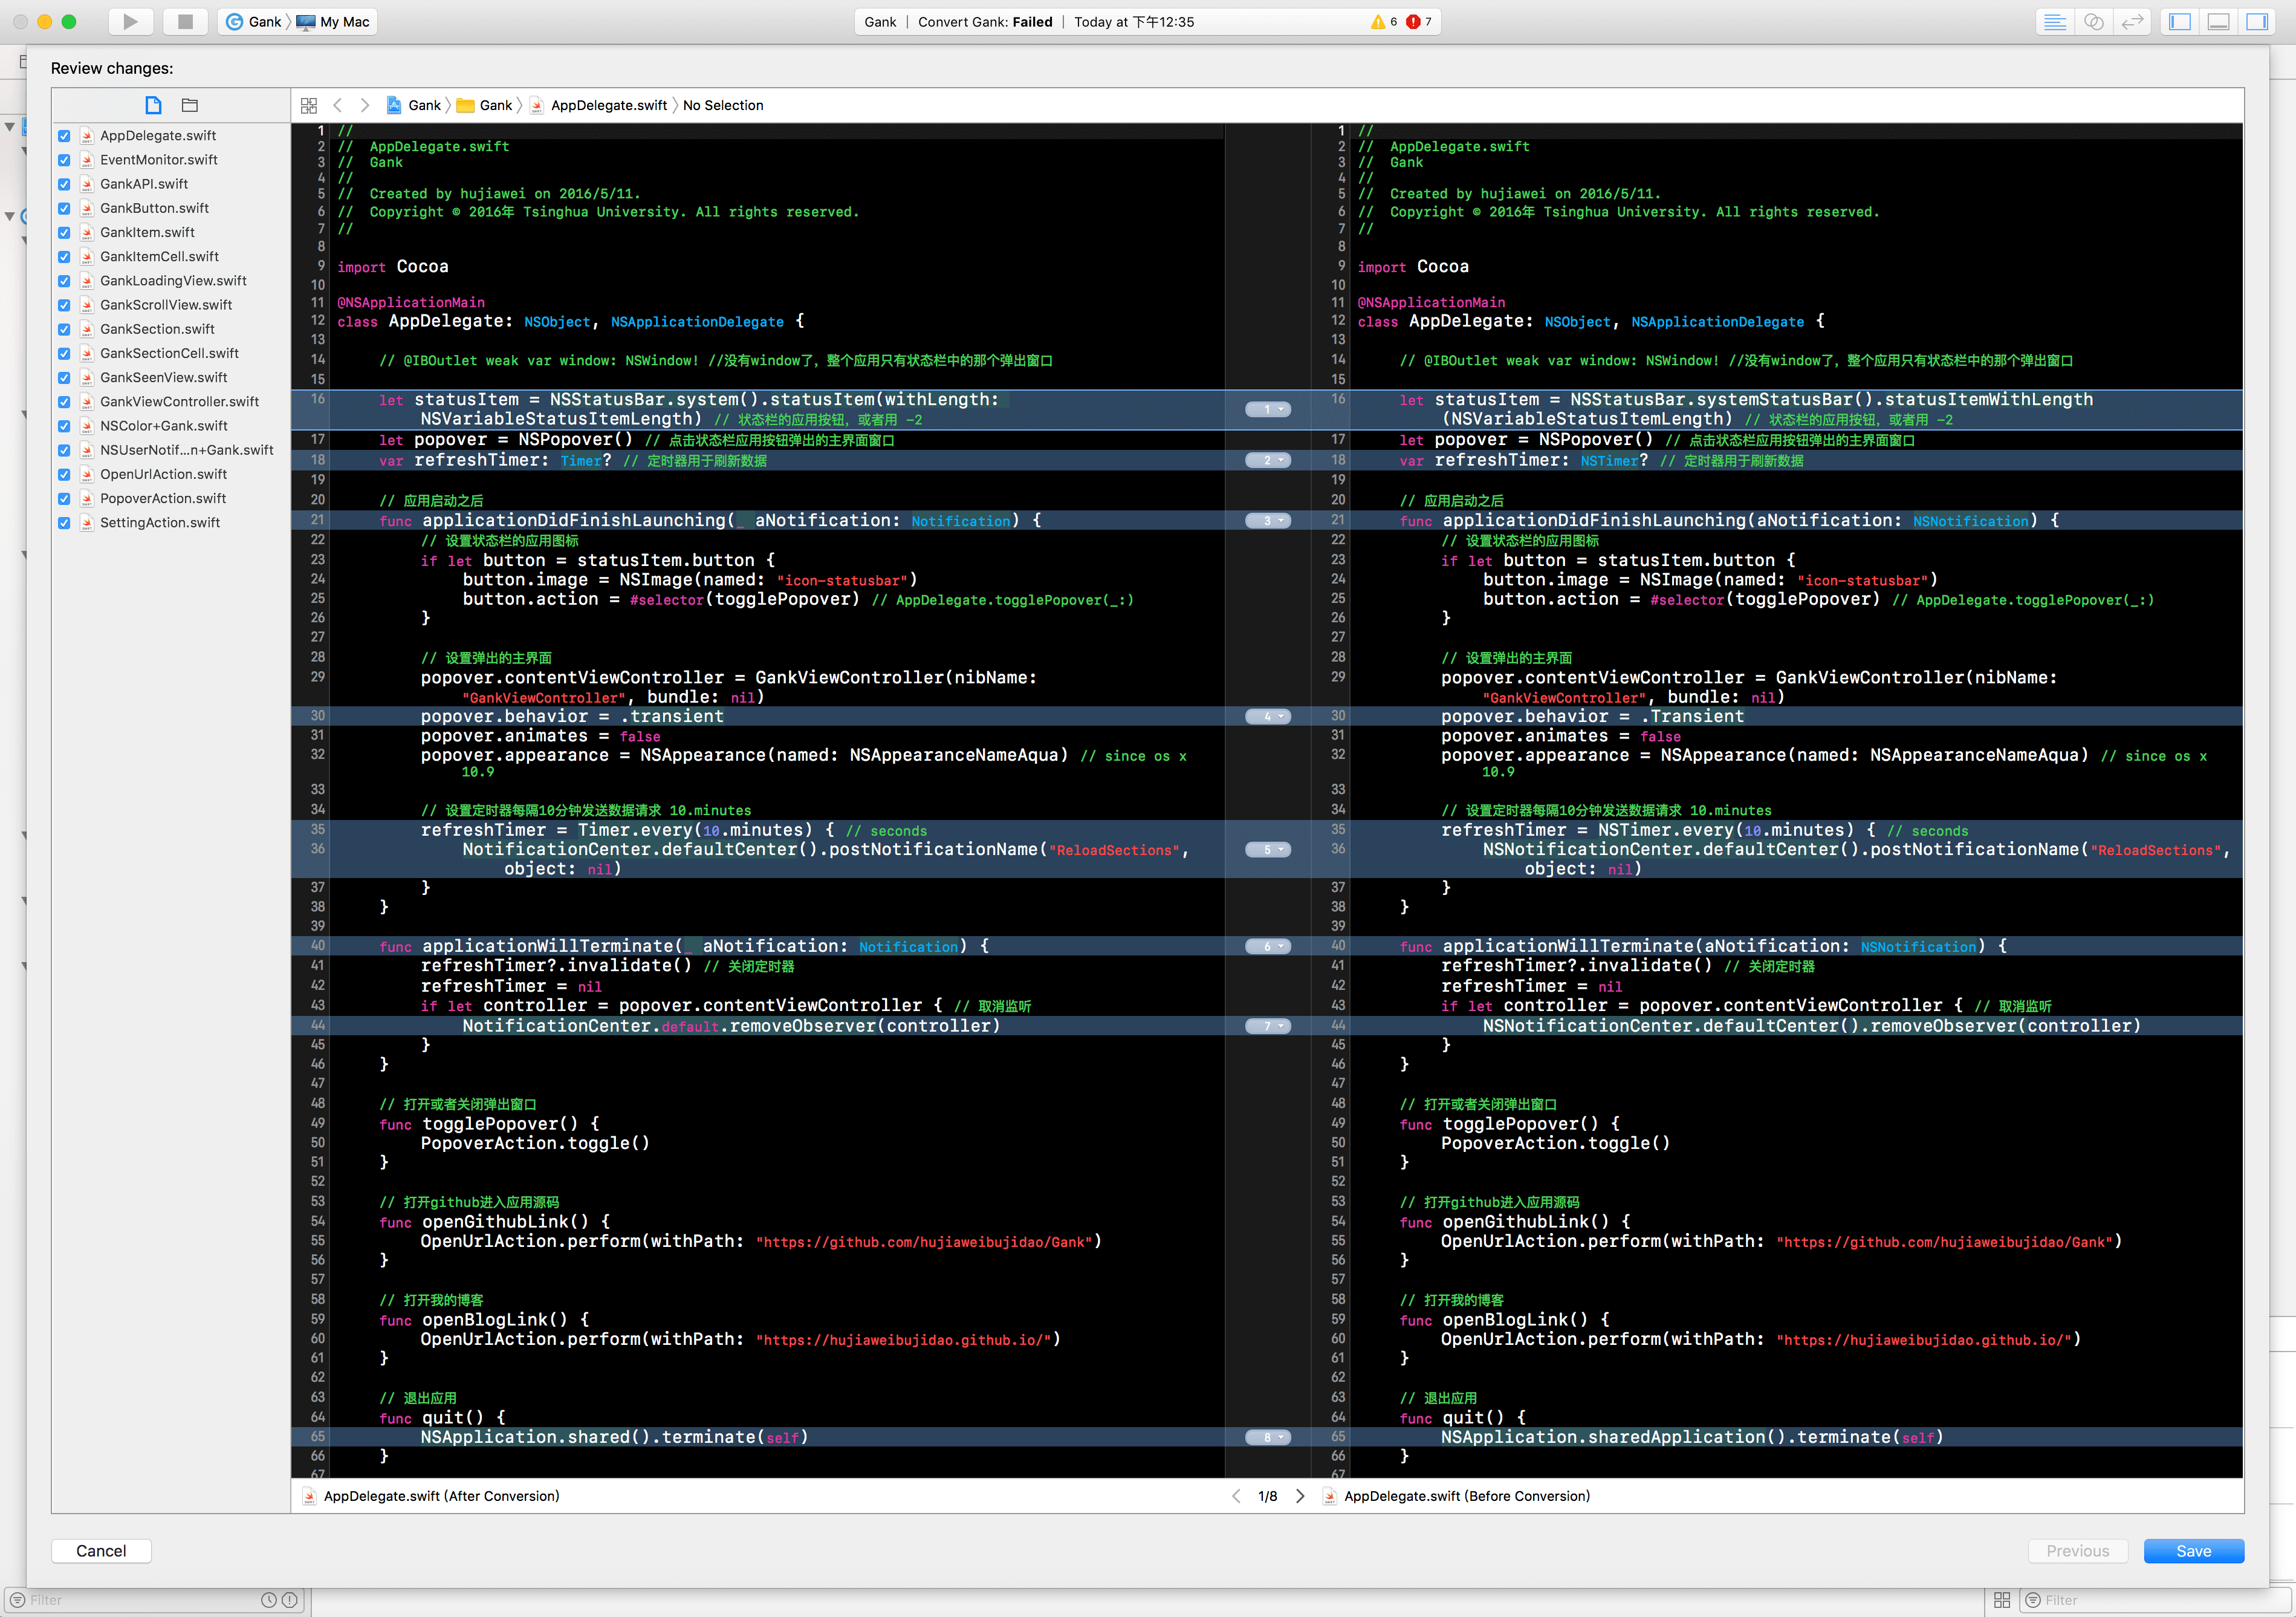 Gank My Mac
Gank | Convert Gank: Failed | Today at 下午12:35 6 7
Review changes:
Gank Gank AppDelegate.swift No Selection
AppDelegate.swift
EventMonitor.swift
GankAPI.swift
GankButton.swift
GankItem.swift
GankItemCell.swift
GankLoadingView.swift
GankScrollView.swift
GankSection.swift
GankSectionCell.swift
GankSeenView.swift
GankViewController.swift
NSColor+Gank.swift
NSUserNotif...n+Gank.swift
OpenUrlAction.swift
PopoverAction.swift
SettingAction.swift
1 //
2 //  AppDelegate.swift
3 //  Gank
4 //
5 //  Created by hujiawei on 2016/5/11.
6 //  Copyright © 2016年 Tsinghua University. All rights reserved.
7 //
8
9 import Cocoa
10
11 @NSApplicationMain
12 class AppDelegate: NSObject, NSApplicationDelegate {
13
14     // @IBOutlet weak var window: NSWindow! //没有window了，整个应用只有状态栏中的那个弹出窗口
15
16     let statusItem = NSStatusBar.system().statusItem(withLength:
NSVariableStatusItemLength) // 状态栏的应用按钮，或者用 -2
17     let popover = NSPopover() // 点击状态栏应用按钮弹出的主界面窗口
18     var refreshTimer: Timer? // 定时器用于刷新数据
19
20     // 应用启动之后
21     func applicationDidFinishLaunching(_ aNotification: Notification) {
22         // 设置状态栏的应用图标
23         if let button = statusItem.button {
24             button.image = NSImage(named: "icon-statusbar")
25             button.action = #selector(togglePopover) // AppDelegate.togglePopover(_:)
26         }
27
28         // 设置弹出的主界面
29         popover.contentViewController = GankViewController(nibName:
"GankViewController", bundle: nil)
30         popover.behavior = .transient
31         popover.animates = false
32         popover.appearance = NSAppearance(named: NSAppearanceNameAqua) // since os x
10.9
33
34         // 设置定时器每隔10分钟发送数据请求 10.minutes
35         refreshTimer = Timer.every(10.minutes) { // seconds
36             NotificationCenter.defaultCenter().postNotificationName("ReloadSections",
object: nil)
37         }
38     }
39
40     func applicationWillTerminate(_ aNotification: Notification) {
41         refreshTimer?.invalidate() // 关闭定时器
42         refreshTimer = nil
43         if let controller = popover.contentViewController { // 取消监听
44             NotificationCenter.default.removeObserver(controller)
45         }
46     }
47
48     // 打开或者关闭弹出窗口
49     func togglePopover() {
50         PopoverAction.toggle()
51     }
52
53     // 打开github进入应用源码
54     func openGithubLink() {
55         OpenUrlAction.perform(withPath: "https://github.com/hujiaweibujidao/Gank")
56     }
57
58     // 打开我的博客
59     func openBlogLink() {
60         OpenUrlAction.perform(withPath: "https://hujiaweibujidao.github.io/")
61     }
62
63     // 退出应用
64     func quit() {
65         NSApplication.shared().terminate(self)
66     }
67
1
2
3
4
5
6
7
8
1 //
2 //  AppDelegate.swift
3 //  Gank
4 //
5 //  Created by hujiawei on 2016/5/11.
6 //  Copyright © 2016年 Tsinghua University. All rights reserved.
7 //
8
9 import Cocoa
10
11 @NSApplicationMain
12 class AppDelegate: NSObject, NSApplicationDelegate {
13
14     // @IBOutlet weak var window: NSWindow! //没有window了，整个应用只有状态栏中的那个弹出窗口
15
16     let statusItem = NSStatusBar.systemStatusBar().statusItemWithLength
(NSVariableStatusItemLength) // 状态栏的应用按钮，或者用 -2
17     let popover = NSPopover() // 点击状态栏应用按钮弹出的主界面窗口
18     var refreshTimer: NSTimer? // 定时器用于刷新数据
19
20     // 应用启动之后
21     func applicationDidFinishLaunching(aNotification: NSNotification) {
22         // 设置状态栏的应用图标
23         if let button = statusItem.button {
24             button.image = NSImage(named: "icon-statusbar")
25             button.action = #selector(togglePopover) // AppDelegate.togglePopover(_:)
26         }
27
28         // 设置弹出的主界面
29         popover.contentViewController = GankViewController(nibName:
"GankViewController", bundle: nil)
30         popover.behavior = .Transient
31         popover.animates = false
32         popover.appearance = NSAppearance(named: NSAppearanceNameAqua) // since os x
10.9
33
34         // 设置定时器每隔10分钟发送数据请求 10.minutes
35         refreshTimer = NSTimer.every(10.minutes) { // seconds
36             NSNotificationCenter.defaultCenter().postNotificationName("ReloadSections",
object: nil)
37         }
38     }
39
40     func applicationWillTerminate(aNotification: NSNotification) {
41         refreshTimer?.invalidate() // 关闭定时器
42         refreshTimer = nil
43         if let controller = popover.contentViewController { // 取消监听
44             NSNotificationCenter.defaultCenter().removeObserver(controller)
45         }
46     }
47
48     // 打开或者关闭弹出窗口
49     func togglePopover() {
50         PopoverAction.toggle()
51     }
52
53     // 打开github进入应用源码
54     func openGithubLink() {
55         OpenUrlAction.perform(withPath: "https://github.com/hujiaweibujidao/Gank")
56     }
57
58     // 打开我的博客
59     func openBlogLink() {
60         OpenUrlAction.perform(withPath: "https://hujiaweibujidao.github.io/")
61     }
62
63     // 退出应用
64     func quit() {
65         NSApplication.sharedApplication().terminate(self)
66     }
67
AppDelegate.swift (After Conversion) 1/8 AppDelegate.swift (Before Conversion)
Cancel Previous Save
Filter Filter